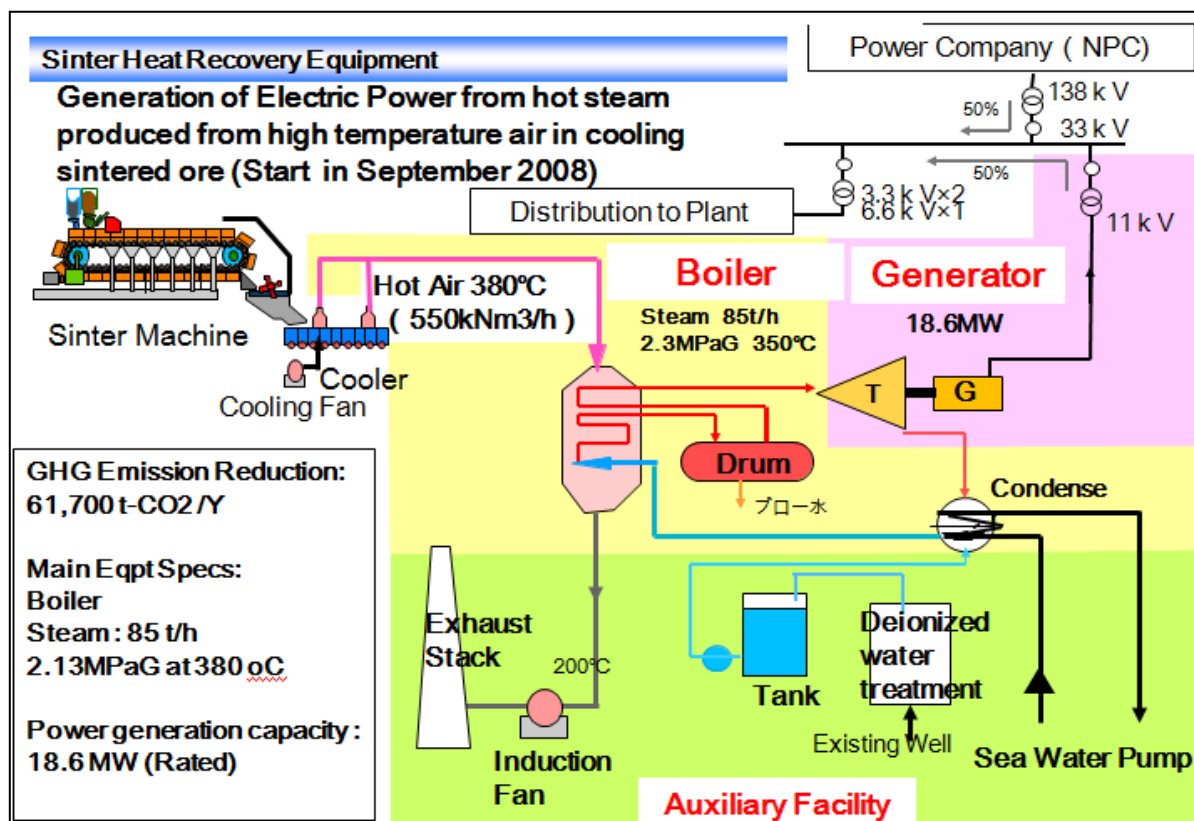 Sinter Heat Recovery Equipment
Power Company ( NPC)
Generation of Electric Power from hot steam
produced from high temperature air in cooling
sintered ore (Start in September 2008)
50%
138 k V
33 k V
50%
Distribution to Plant
3.3 k V×2
6.6 k V×1
11 k V
Sinter Machine
Cooler
Cooling Fan
Hot Air 380℃
( 550kNm3/h )
Boiler
Steam 85t/h
2.3MPaG 350℃
Generator
18.6MW
T
G
Drum
ブロー水
Condense
GHG Emission Reduction:
61,700 t-CO2 /Y
Main Eqpt Specs:
Boiler
Steam : 85 t/h
2.13MPaG at 380 oC
Power generation capacity :
18.6 MW (Rated)
Exhaust
Stack
200℃
Induction
Fan
Tank
Deionized
water
treatment
Existing Well
Sea Water Pump
Auxiliary Facility